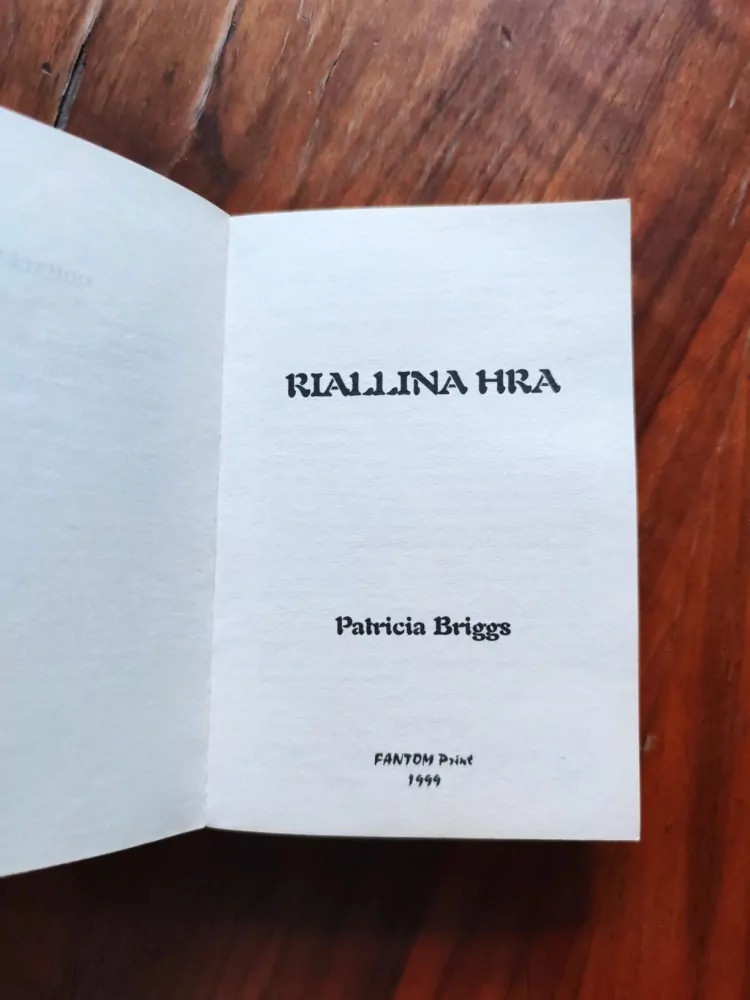 RIALLINA HRA
Patricia Briggs
FANTOM Print
1999